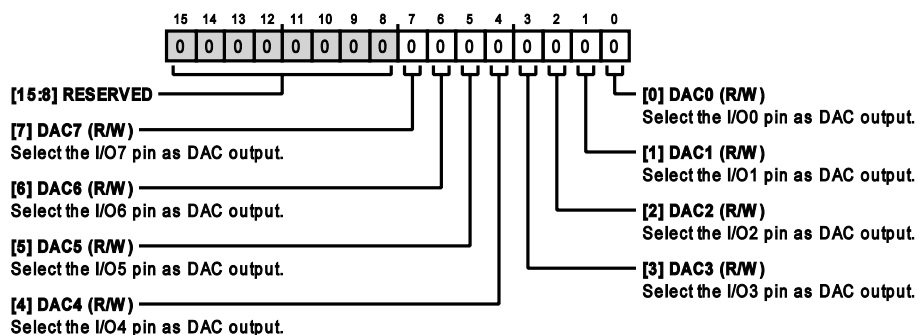 15 14 13 12 11 10 9 8 7 6 5 4 3 2 1 0
0 0 0 0 0 0 0 0 0 0 0 0 0 0 0 0
[15:8] RESERVED
[7] DAC7 (R/W)
Select the I/O7 pin as DAC output.
[6] DAC6 (R/W)
Select the I/O6 pin as DAC output.
[5] DAC5 (R/W)
Select the I/O5 pin as DAC output.
[4] DAC4 (R/W)
Select the I/O4 pin as DAC output.
[0] DAC0 (R/W)
Select the I/O0 pin as DAC output.
[1] DAC1 (R/W)
Select the I/O1 pin as DAC output.
[2] DAC2 (R/W)
Select the I/O2 pin as DAC output.
[3] DAC3 (R/W)
Select the I/O3 pin as DAC output.